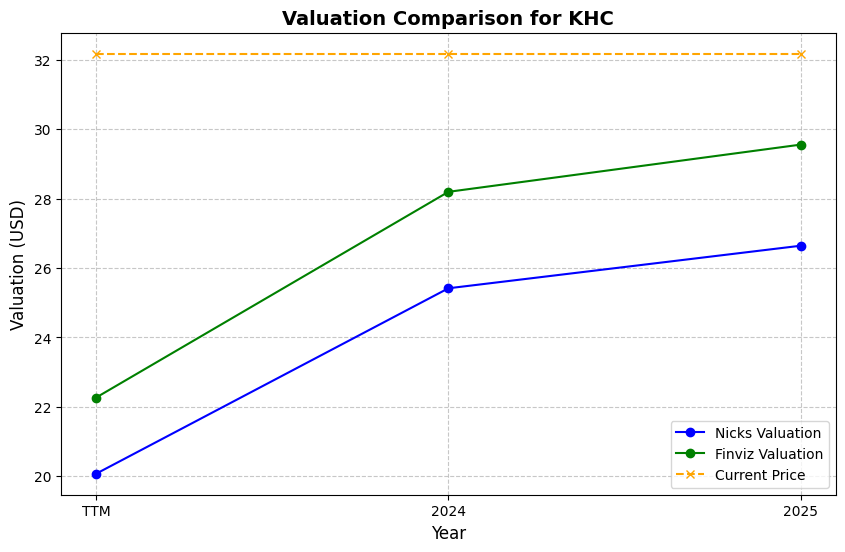 Valuation Comparison for KHC
Valuation (USD)
32
30
28
26
24
22
20
TTM
2024
2025
Year
Nicks Valuation
Finviz Valuation
Current Price